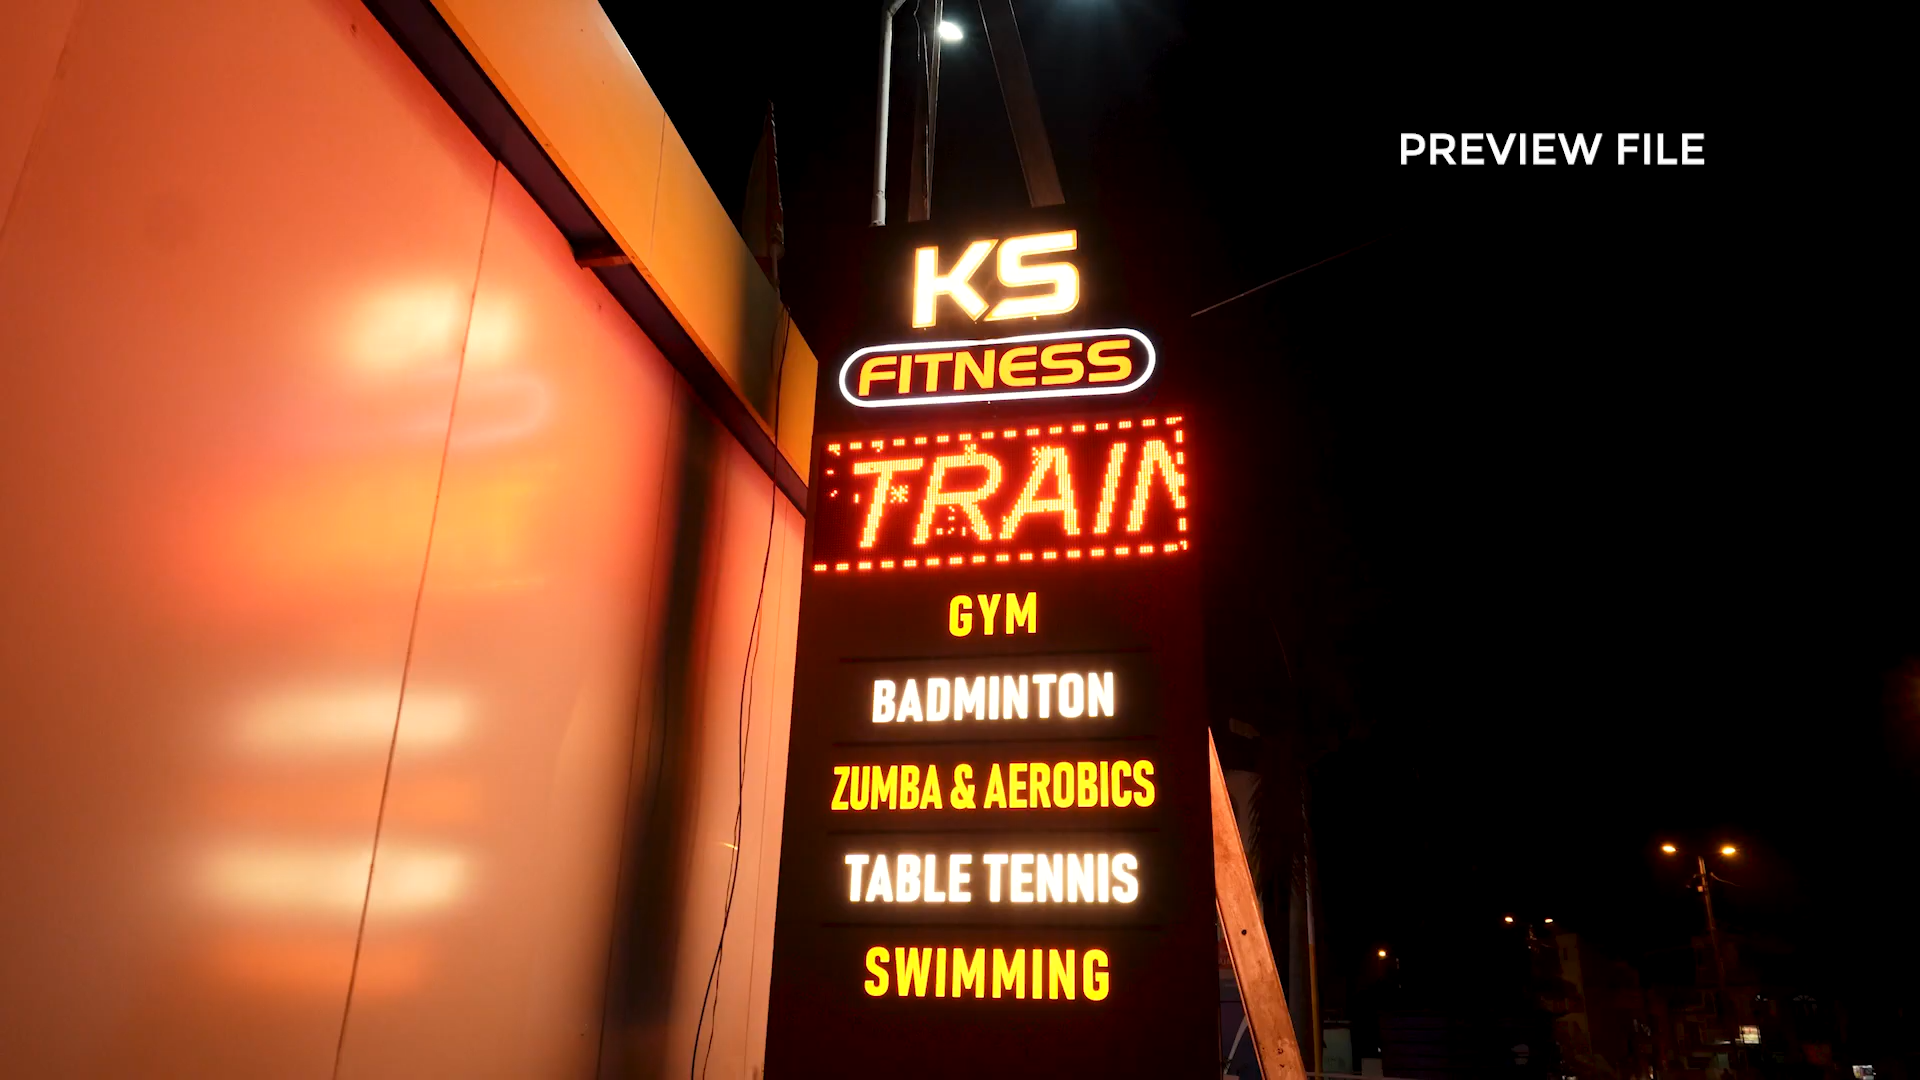 PREVIEW FILE
KS
FITNESS
TRAIN
GYM
BADMINTON
ZUMBA & AEROBICS
TABLE TENNIS
SWIMMING